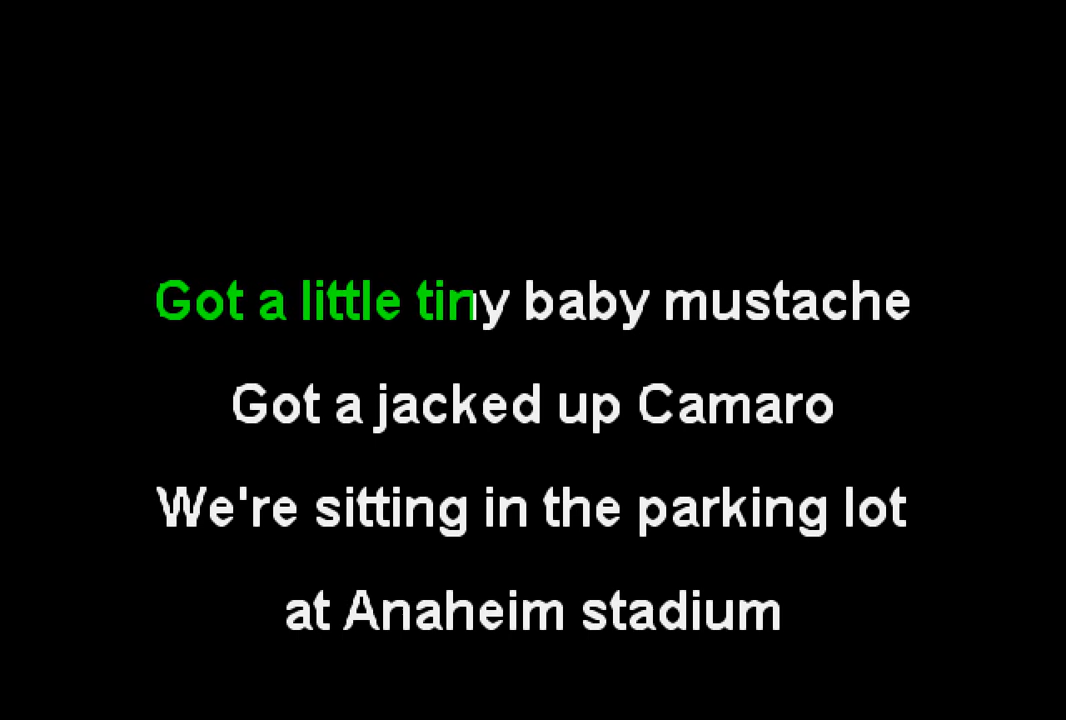 Got a little tiny baby mustache
Got a jacked up Camaro
We're sitting in the parking lot
at Anaheim stadium